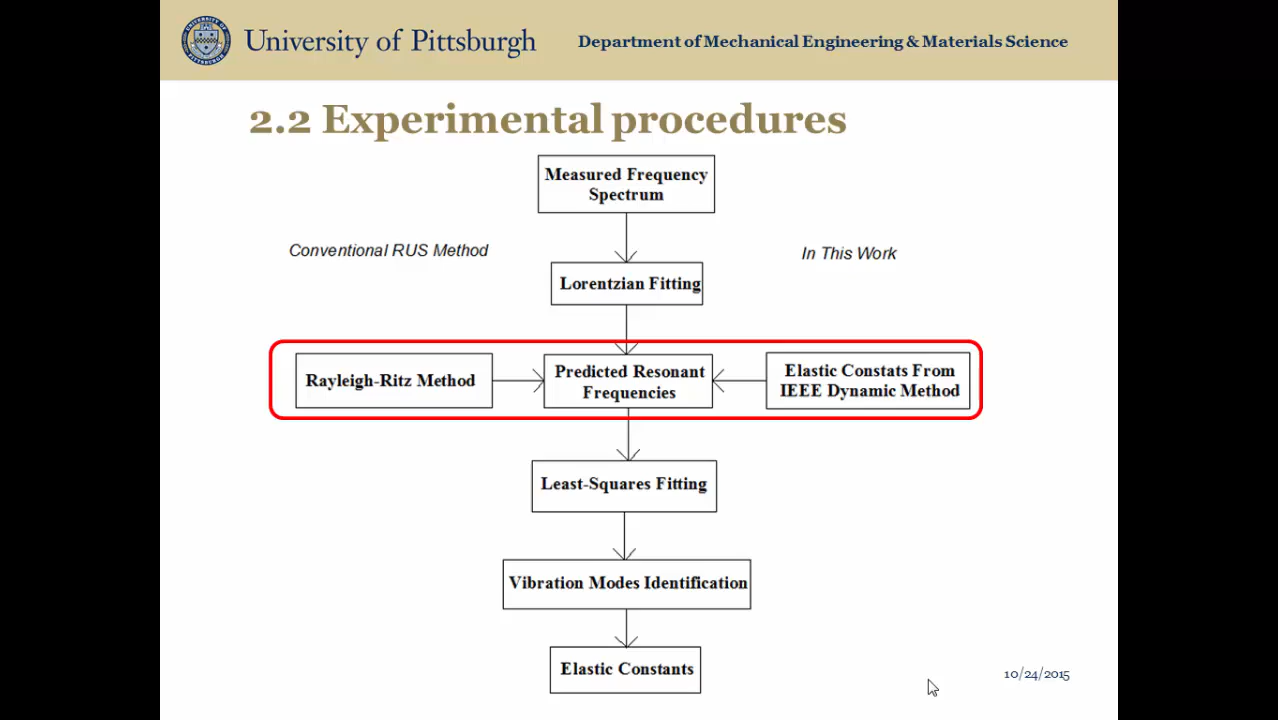 University of Pittsburgh
Department of Mechanical Engineering & Materials Science
2.2 Experimental procedures
Measured Frequency
Spectrum
Conventional RUS Method
In This Work
Lorentzian Fitting
Rayleigh-Ritz Method
Predicted Resonant
Frequencies
Elastic Constats From
IEEE Dynamic Method
Least-Squares Fitting
Vibration Modes Identification
Elastic Constants
10/24/2015